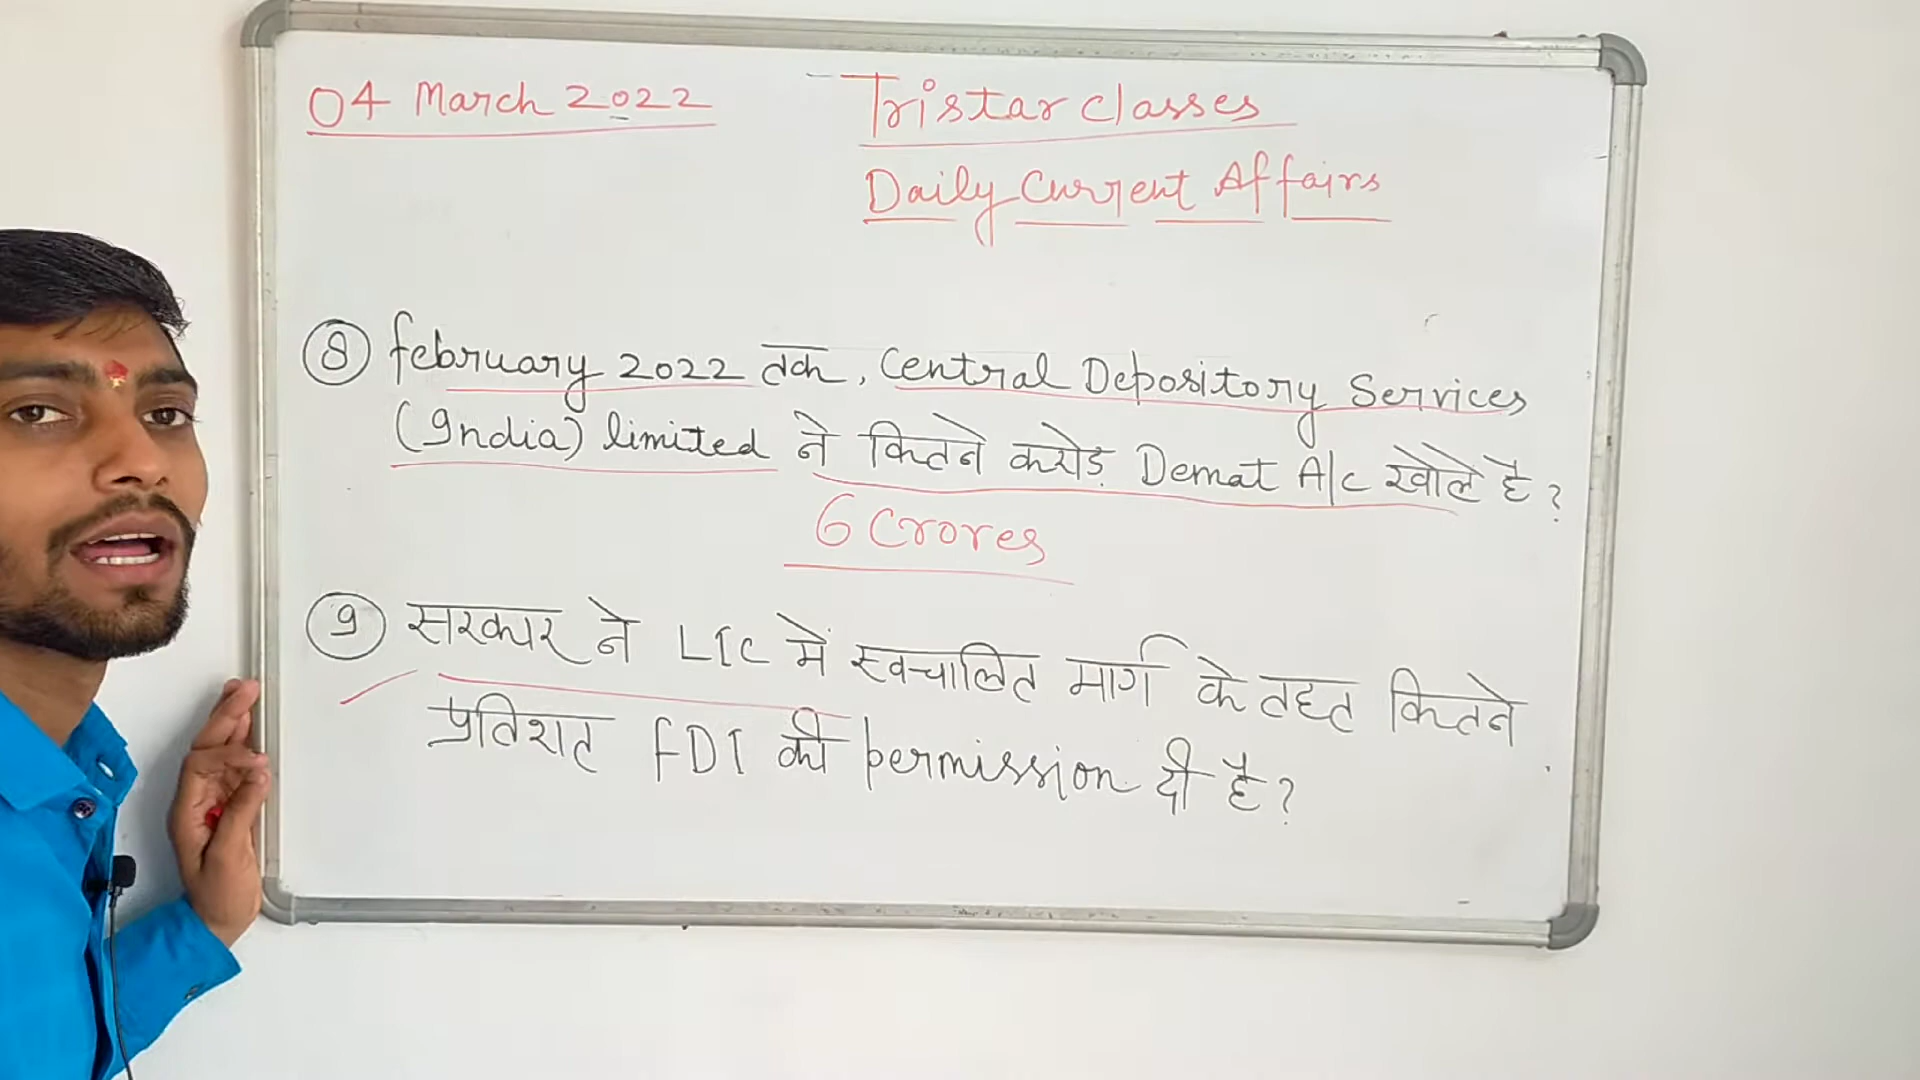 04 March 2022
Tristar classes
Daily Current Affairs
8 february 2022 तक, Central Depository Services
(India) limited ने कितने करोड़ Demat A/c खोले है?
6 Crores
9 सरकार ने LIC में स्वचालित मार्ग के तहत कितने
प्रतिशत FDI की permission दी है?